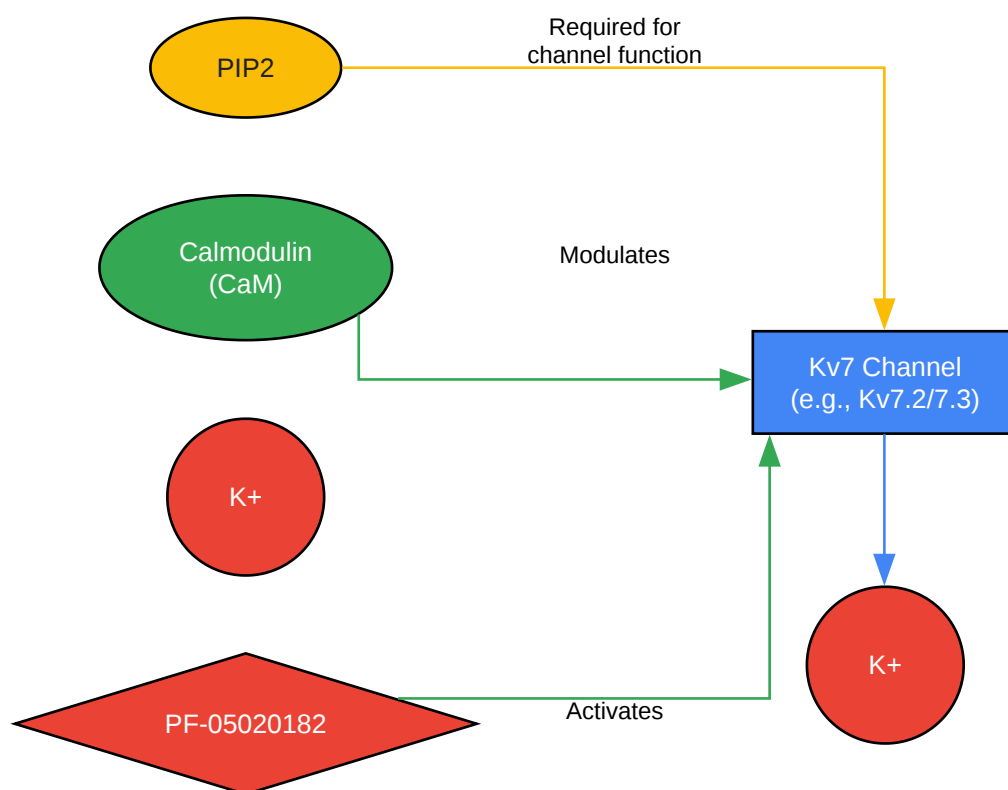 PIP2
Required for
channel function
Calmodulin
(CaM)
Modulates
Kv7 Channel
(e.g., Kv7.2/7.3)
K+
K+
PF-05020182
Activates